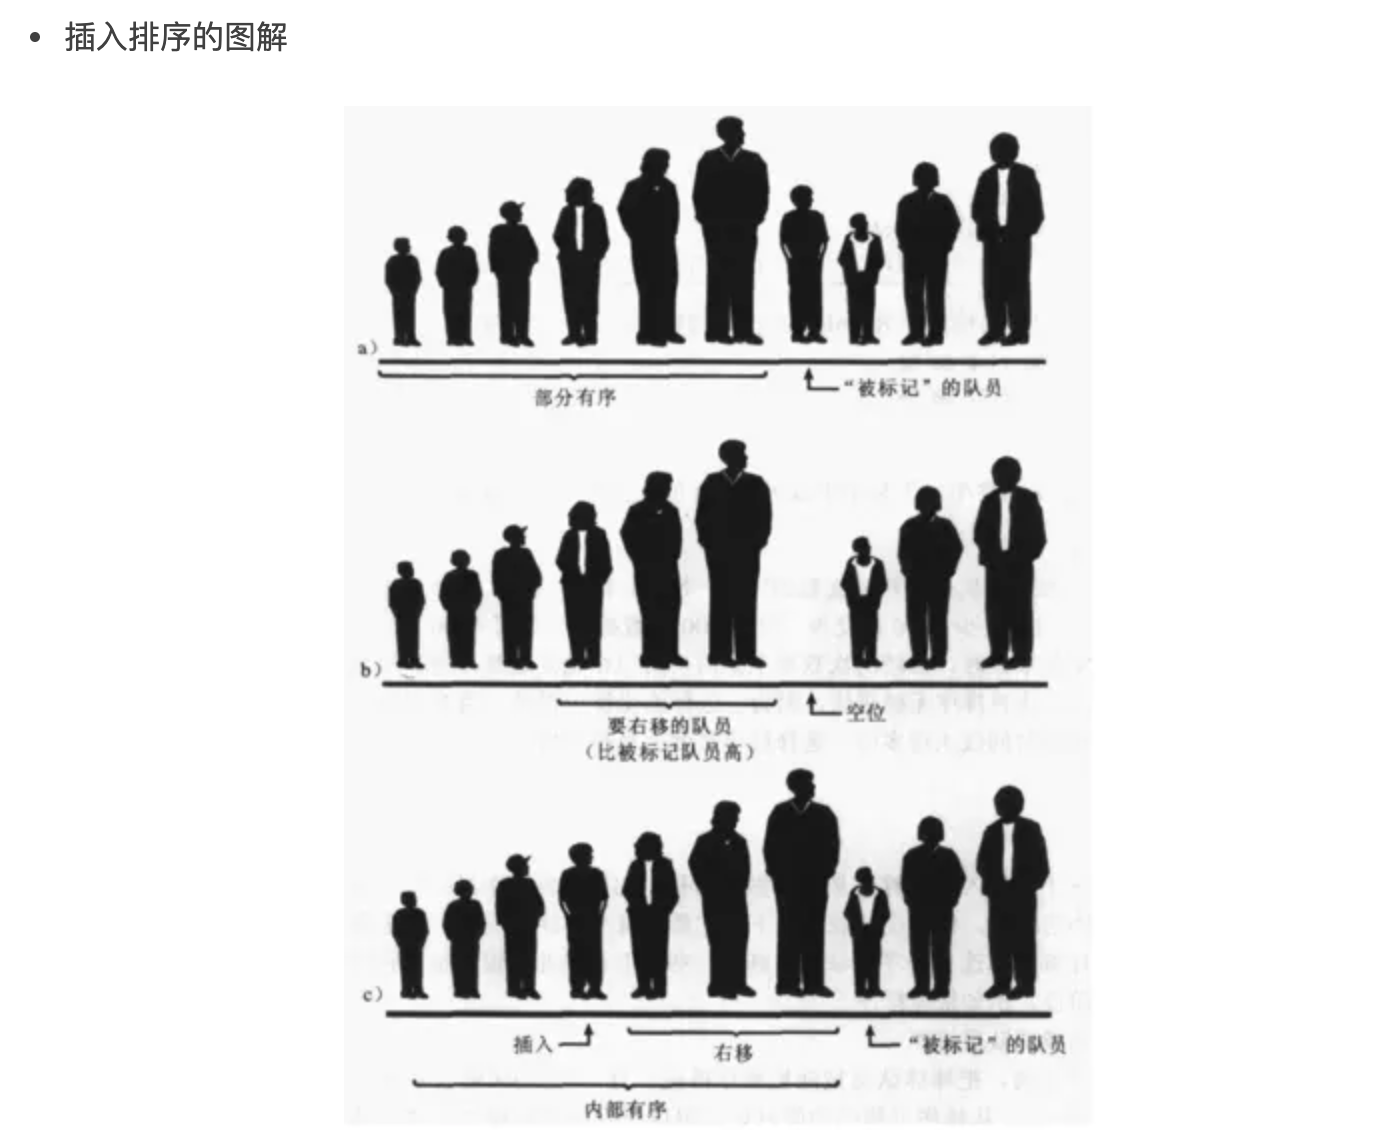 插入排序的图解
a）
部分有序
“被标记”的队员
b）
要右移的队员
（比被标记队员高）
空位
c）
插入
右移
“被标记”的队员
内部有序